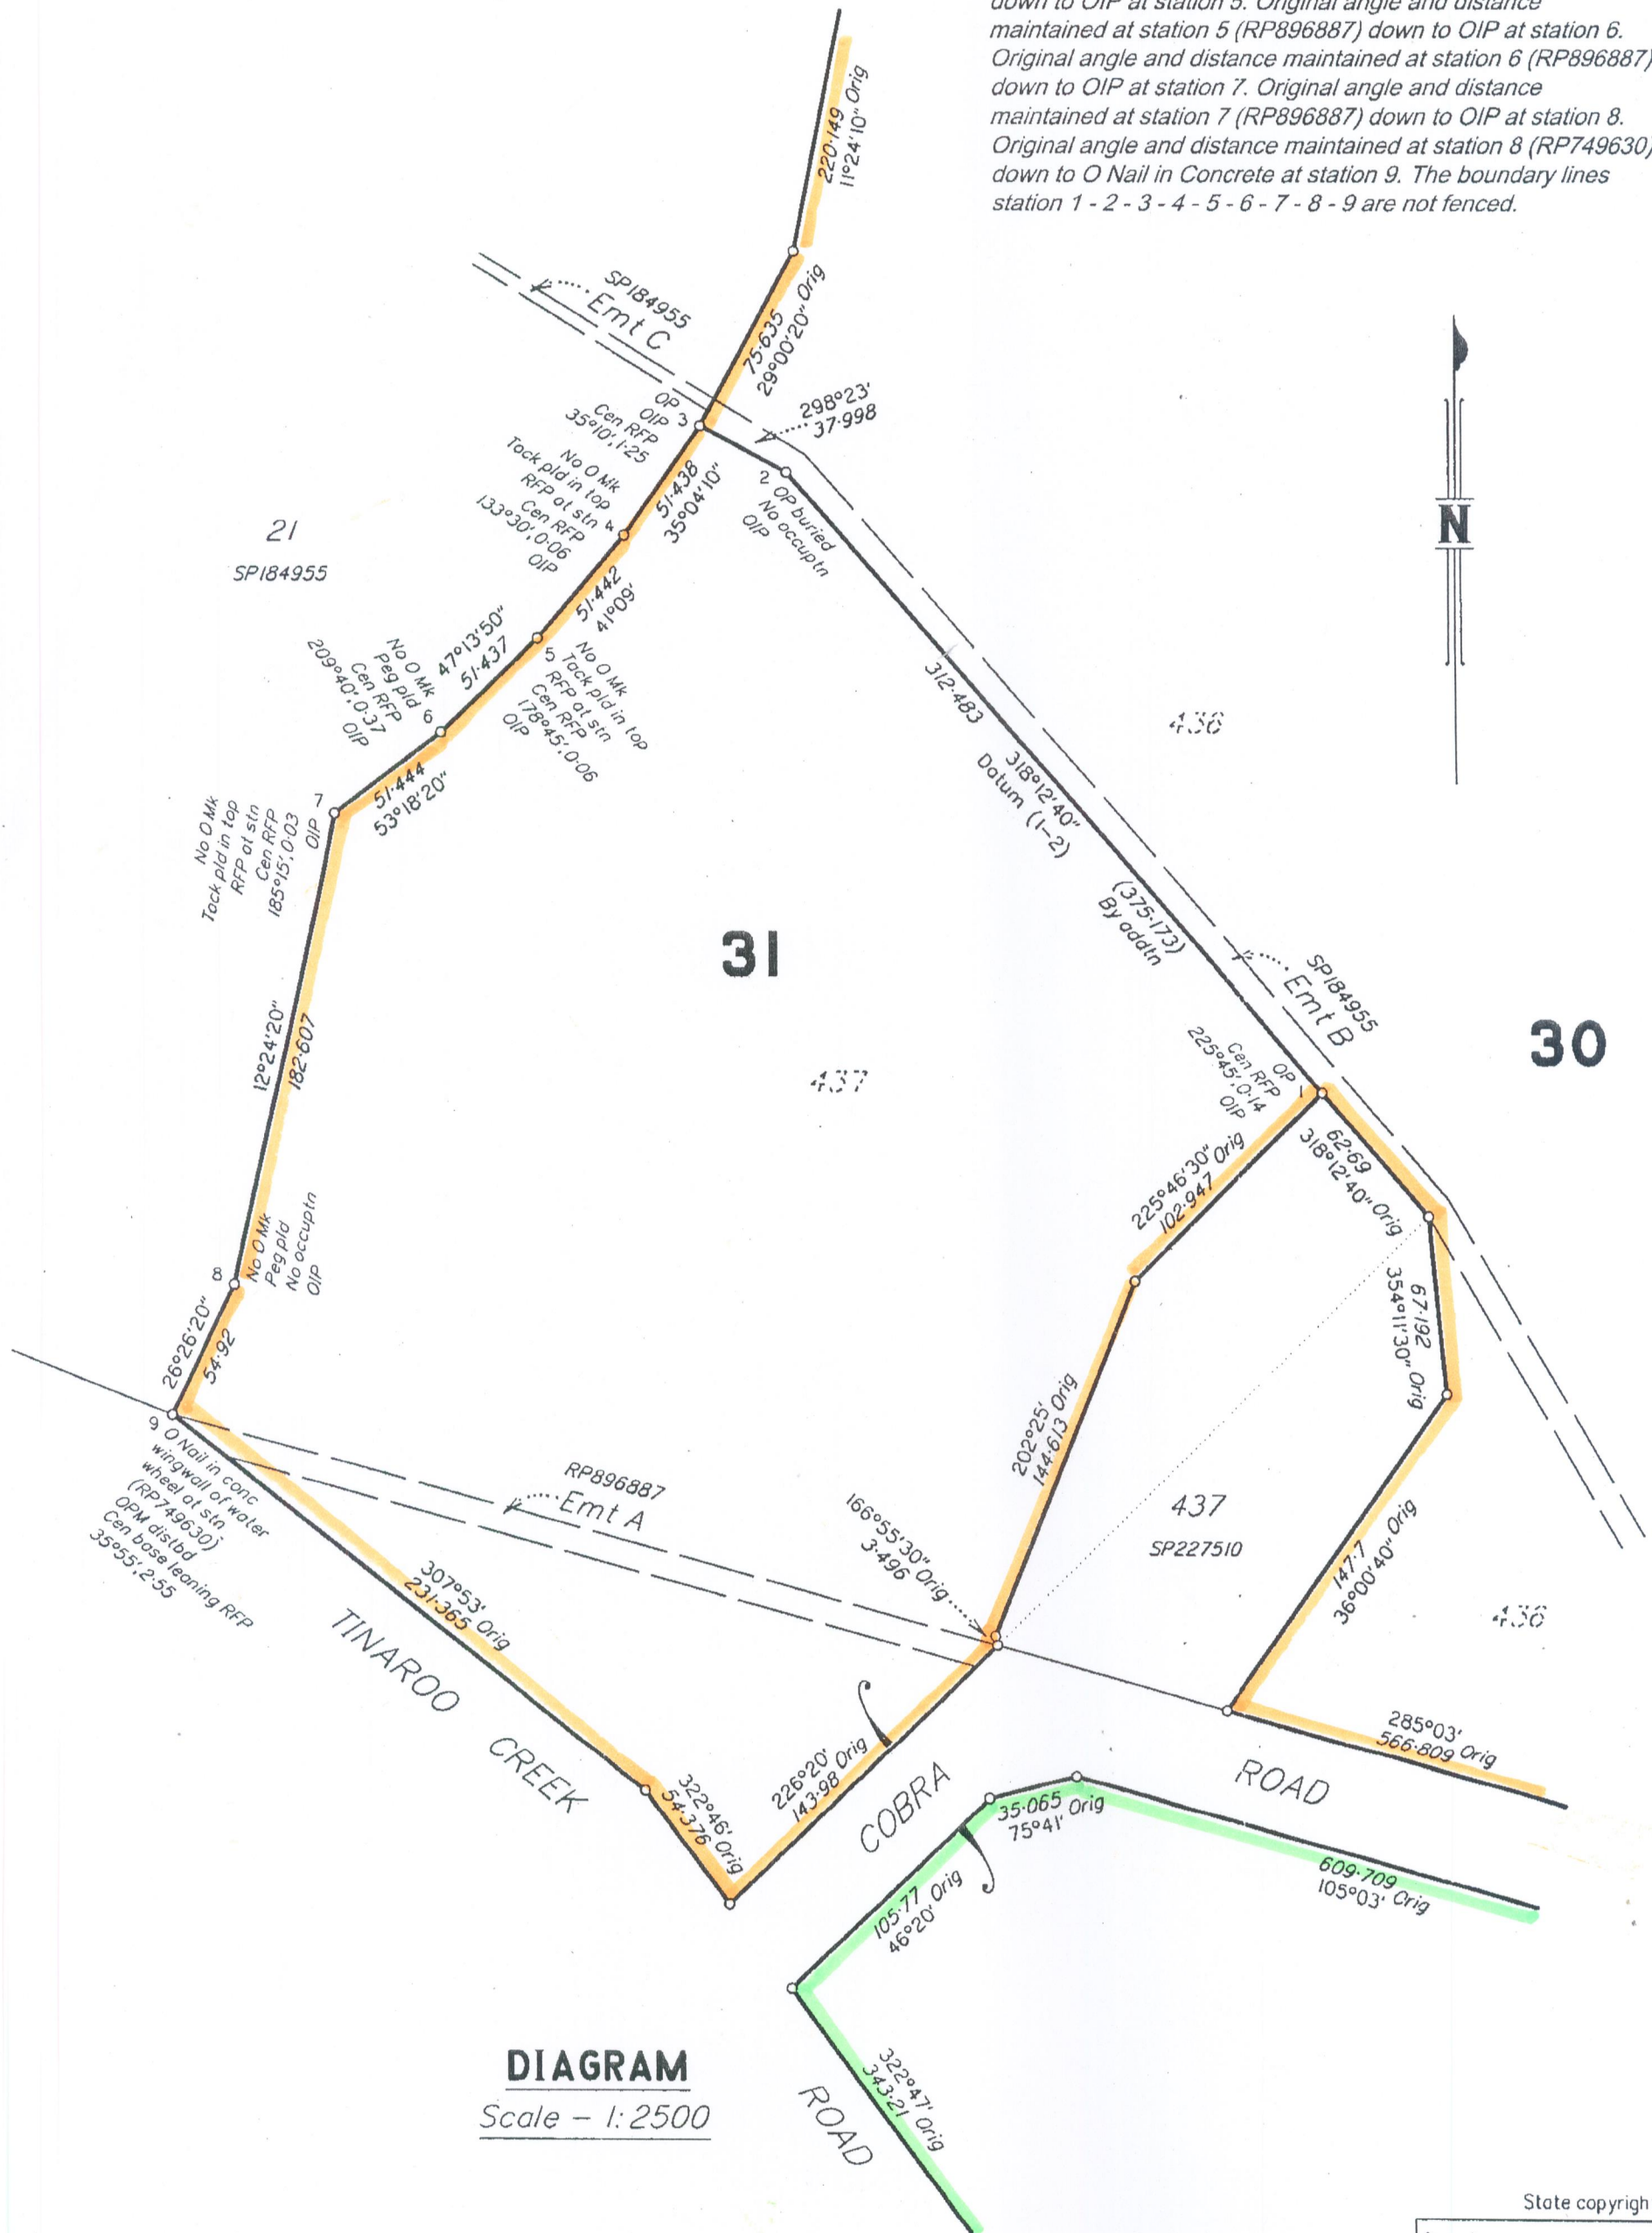 down to OIP at station 5. Original angle and distance
maintained at station 5 (RP896887) down to OIP at station 6.
Original angle and distance maintained at station 6 (RP896887)
down to OIP at station 7. Original angle and distance
maintained at station 7 (RP896887) down to OIP at station 8.
Original angle and distance maintained at station 8 (RP749630)
down to O Nail in Concrete at station 9. The boundary lines
station 1 - 2 - 3 - 4 - 5 - 6 - 7 - 8 - 9 are not fenced.
220·149
11°24'10" Orig
SP184955
Emt C
75·635
29°00'20" Orig
298°23'
37·998
OP
OIP 3
Cen RFP
35°10', 1·25
51·438
35°04'10"
2 OP buried
No occuptn
OIP
N
No O Mk
Tack pld in top
RFP at stn 4
Cen RFP
133°30', 0·06
OIP
21
SP184955
51·442
41°09'
5 No O Mk
Tack pld in top
RFP at stn
Cen RFP
178°45', 0·06
OIP
47°13'50"
51·437
No O Mk
Peg pld 6
Cen RFP
209°40', 0·37
OIP
51·444
53°18'20"
312·483
318°12'40"
Datum (1-2)
(375·173)
By addtn
436
7
No O Mk
Tack pld in top
RFP at stn
Cen RFP
185°15', 0·03
OIP
31
SP184955
Emt B
30
12°24'20"
182·607
437
OP 1
Cen RFP
225°45', 0·14
OIP
225°46'30" Orig
102·947
62·69
318°12'40" Orig
8 No O Mk
Peg pld
No occuptn
OIP
67·192
354°11'30" Orig
26°26'20"
54·92
202°25' Orig
144·613
9 O Nail in conc
wingwall of water
wheel at stn
(RP749630)
OPM distbd
Cen base leaning RFP
35°55', 2·55
RP896887
Emt A
166°55'30" Orig
3·496
437
SP227510
147·7
36°00'40" Orig
436
307°53'
231·365 Orig
TINAROO
CREEK
322°46'
54·376 Orig
226°20'
143·98 Orig
COBRA
ROAD
285°03'
566·809 Orig
35·065 Orig
75°41'
105·77 Orig
46°20'
609·709
105°03' Orig
322°47'
343·21 Orig
ROAD
DIAGRAM
Scale – 1:2500
State copyrigh